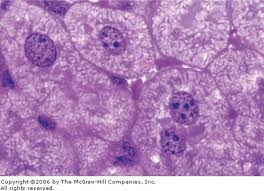 Copyright©2006 by The McGraw-Hill Companies, Inc.
All rights reserved.